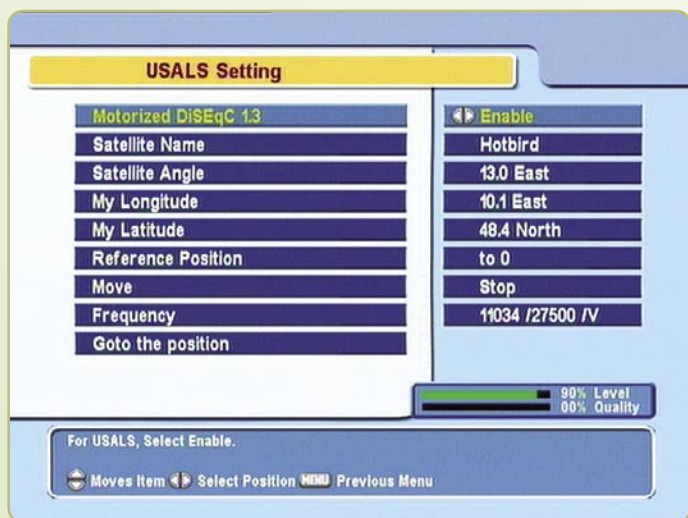 USALS Setting
Motorized DiSEqC 1.3 Enable
Satellite Name Hotbird
Satellite Angle 13.0 East
My Longitude 10.1 East
My Latitude 48.4 North
Reference Position to 0
Move Stop
Frequency 11034 /27500 /V
Goto the position
90% Level
00% Quality
For USALS, Select Enable.
Moves Item Select Position MENU Previous Menu